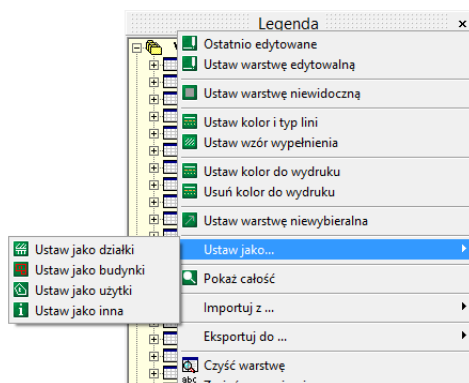 Legenda
Ostatnio edytowane
Ustaw warstwę edytowalną
Ustaw warstwę niewidoczną
Ustaw kolor i typ lini
Ustaw wzór wypełnienia
Ustaw kolor do wydruku
Usuń kolor do wydruku
Ustaw warstwę niewybieralna
Ustaw jako...
Ustaw jako działki
Ustaw jako budynki
Ustaw jako użytki
Ustaw jako inna
Pokaż całość
Importuj z ...
Eksportuj do ...
Czyść warstwę
abc